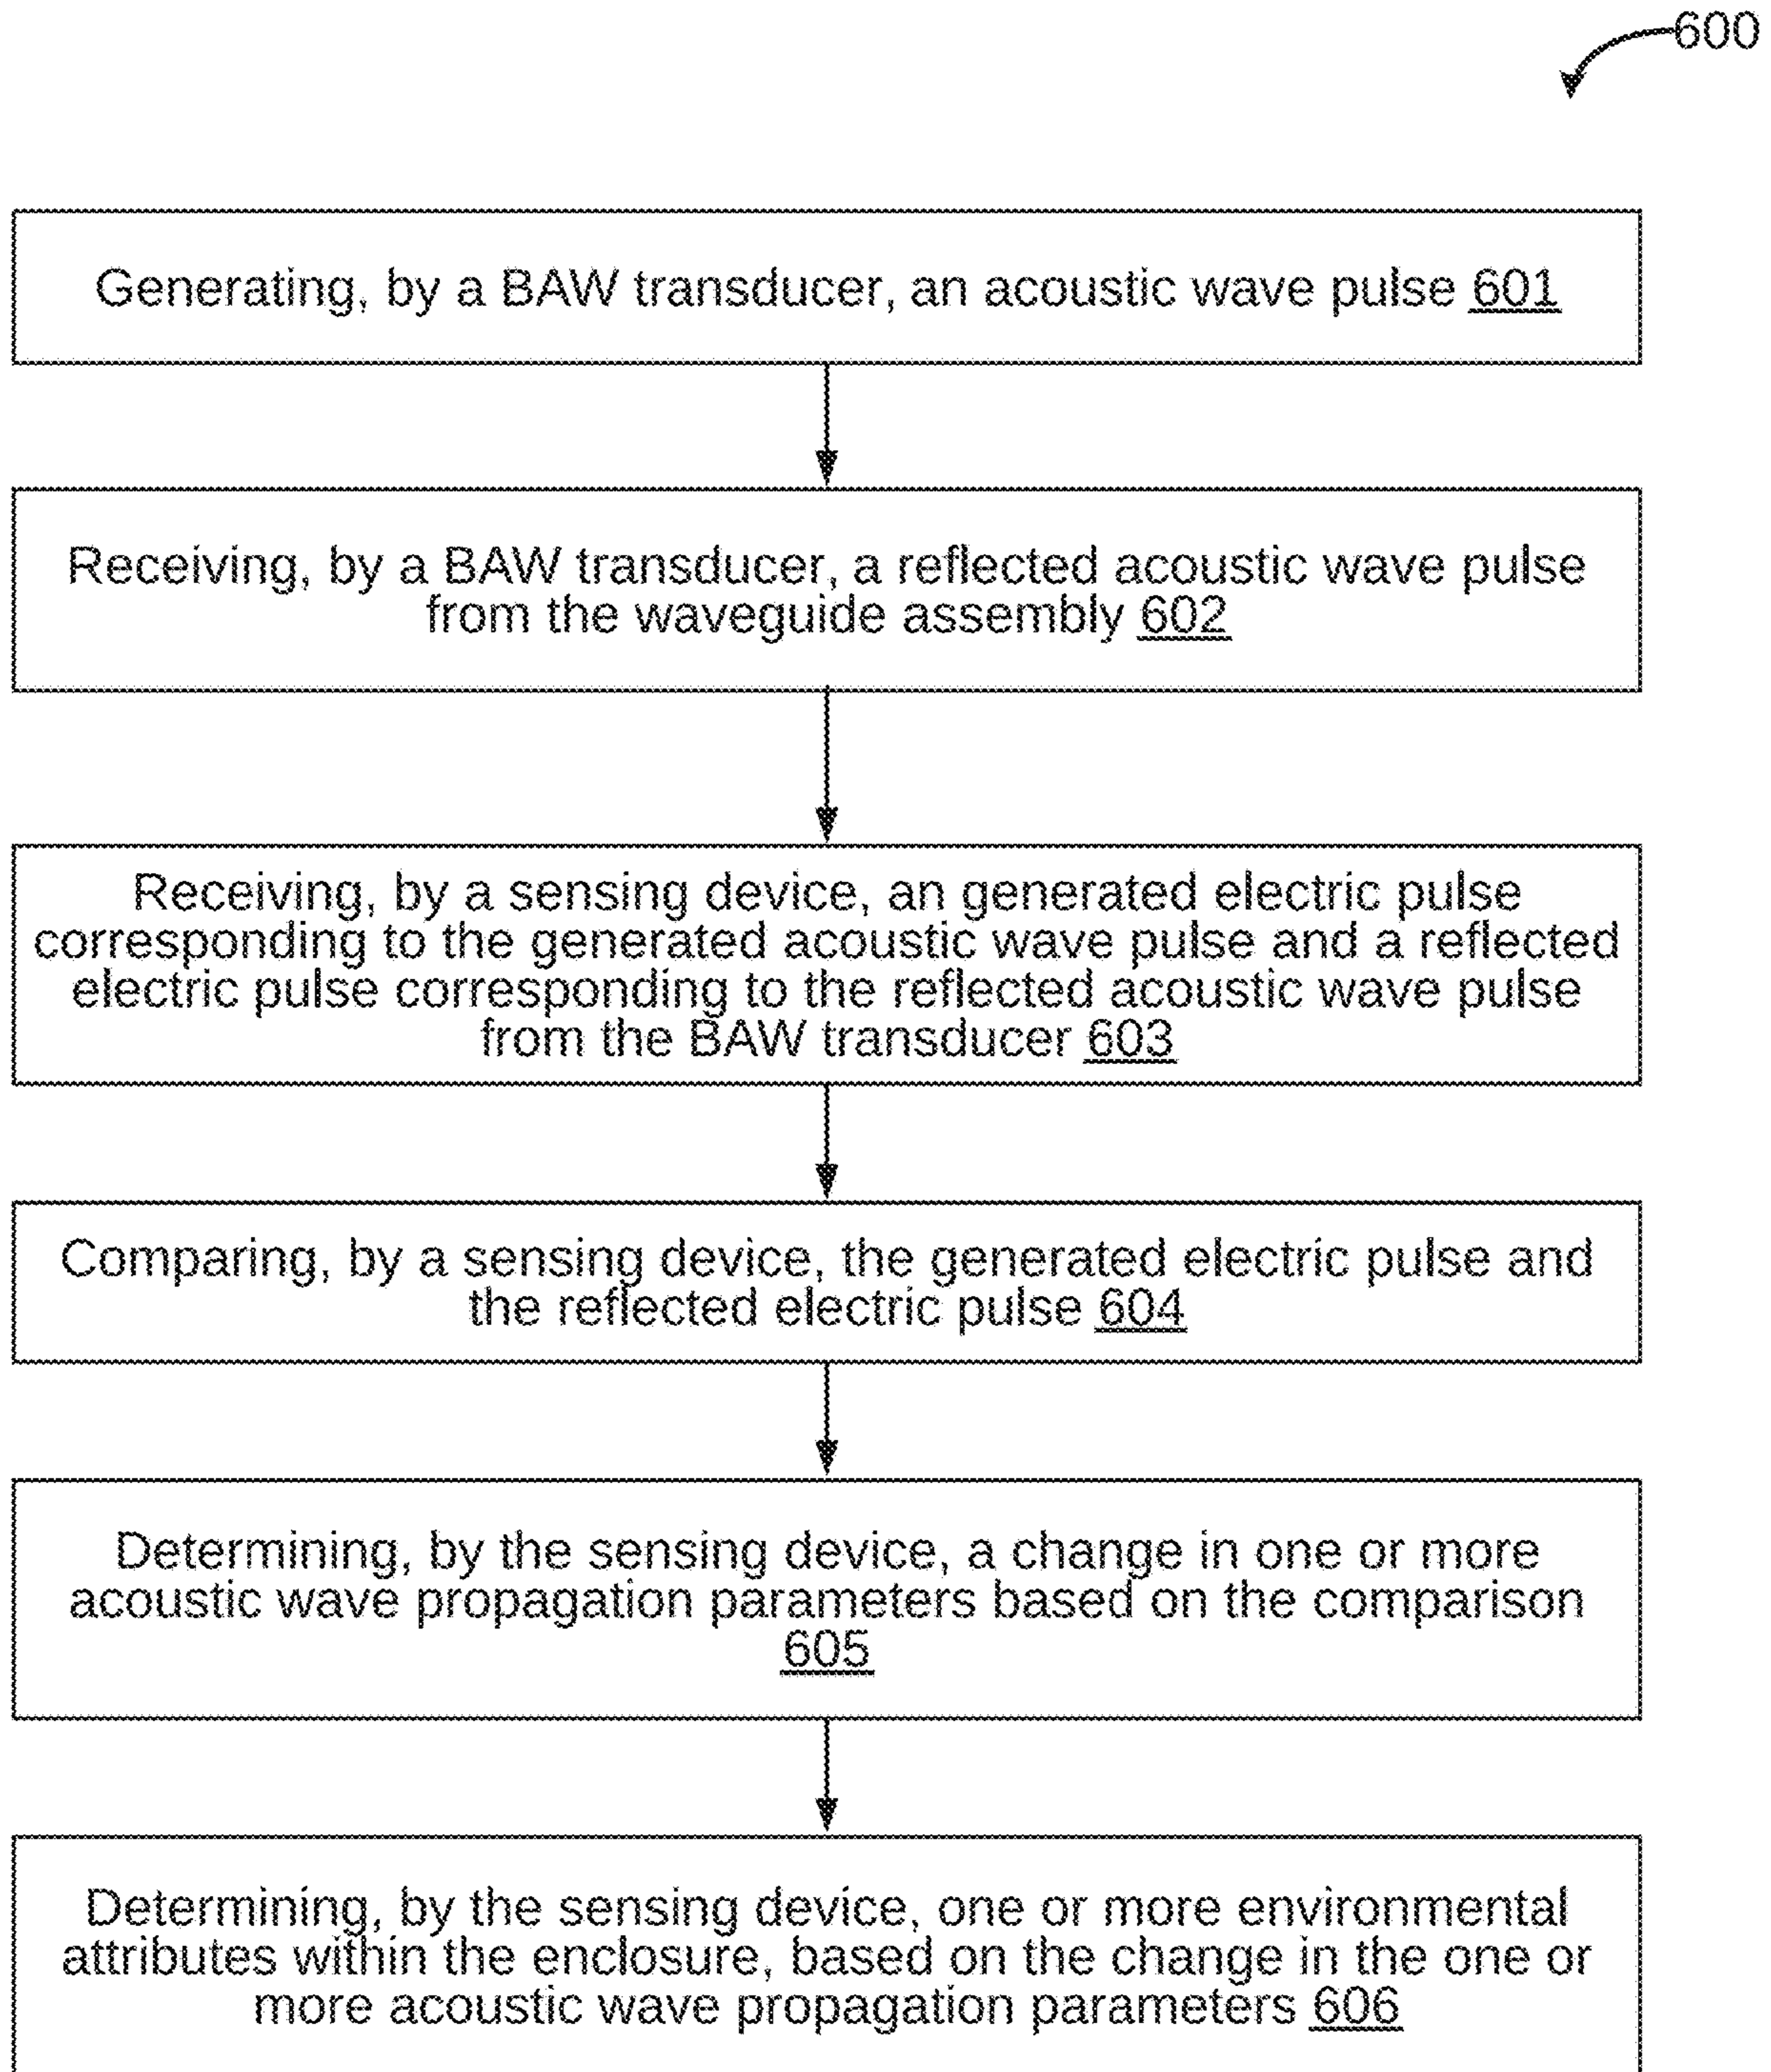 600
Generating, by a BAW transducer, an acoustic wave pulse 601
Receiving, by a BAW transducer, a reflected acoustic wave pulse
from the waveguide assembly 602
Receiving, by a sensing device, an generated electric pulse
corresponding to the generated acoustic wave pulse and a reflected
electric pulse corresponding to the reflected acoustic wave pulse
from the BAW transducer 603
Comparing, by a sensing device, the generated electric pulse and
the reflected electric pulse 604
Determining, by the sensing device, a change in one or more
acoustic wave propagation parameters based on the comparison
605
Determining, by the sensing device, one or more environmental
attributes within the enclosure, based on the change in the one or
more acoustic wave propagation parameters 606